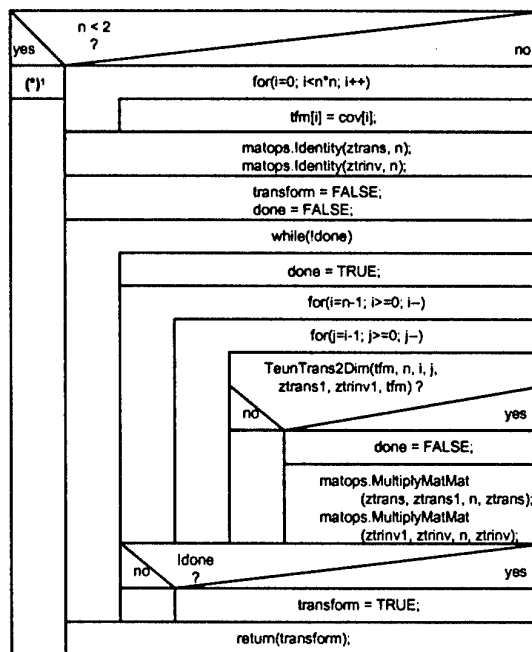 n < 2
?
yes
no
(*)¹
for(i=0; i<n*n; i++)
tfm[i] = cov[i];
matops.Identity(ztrans, n);
matops.Identity(ztrinv, n);
transform = FALSE;
done = FALSE;
while(!done)
done = TRUE;
for(i=n-1; i>=0; i--)
for(j=i-1; j>=0; j--)
TeunTrans2Dim(tfm, n, i, j,
ztrans1, ztrinv1, tfm) ?
no
yes
done = FALSE;
matops.MultiplyMatMat
(ztrans, ztrans1, n, ztrans);
matops.MultiplyMatMat
(ztrinv1, ztrinv, n, ztrinv);
!done
?
no
yes
transform = TRUE;
return(transform);